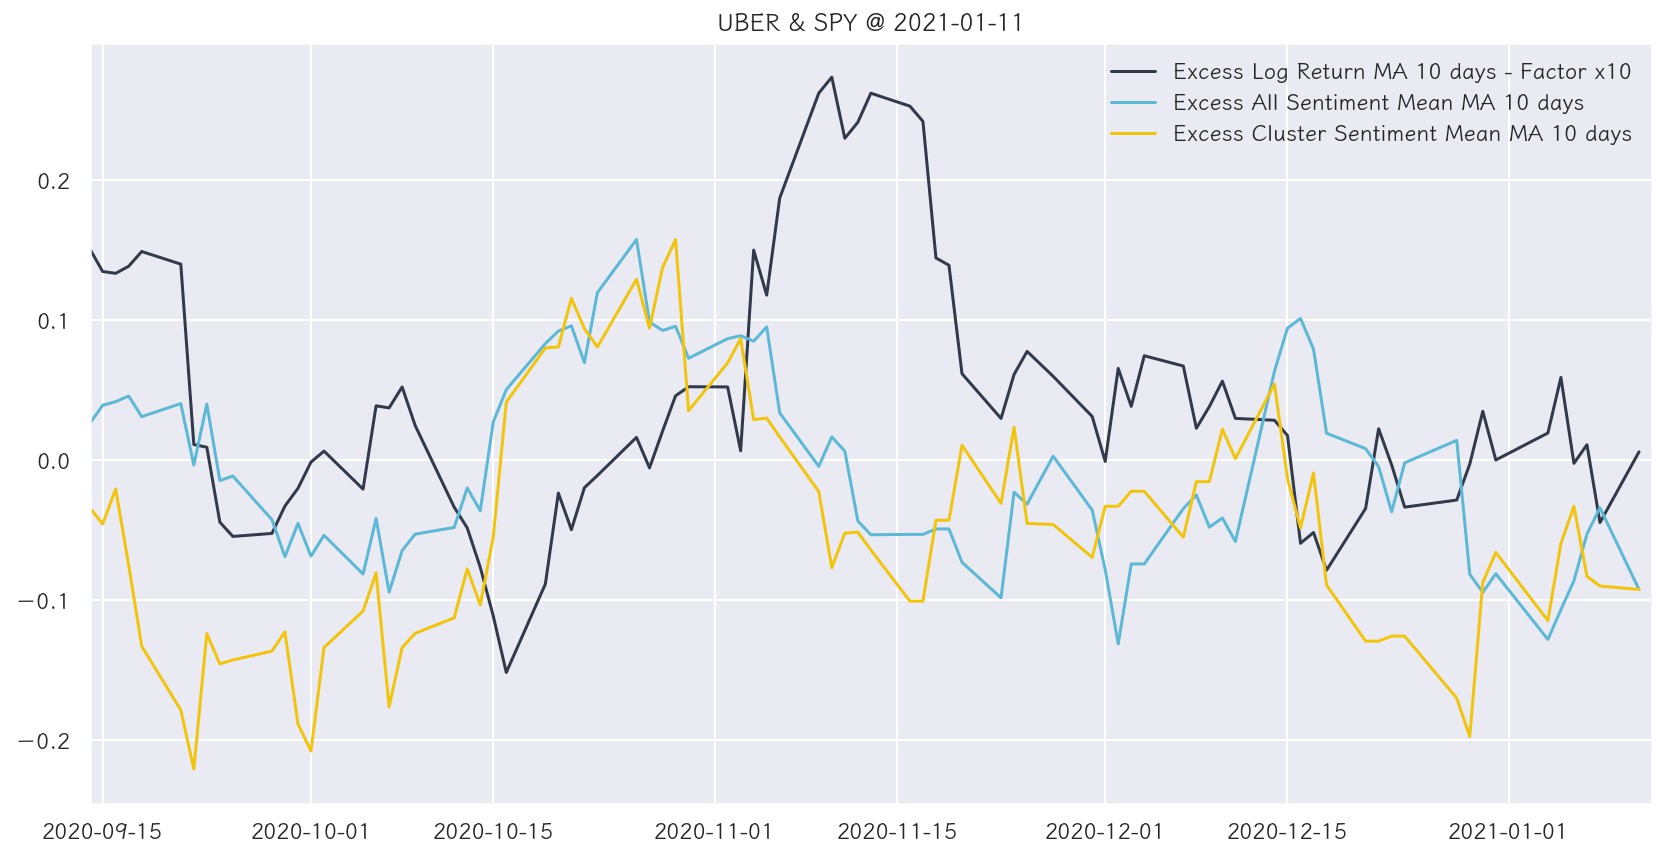 UBER & SPY @ 2021-01-11
Excess Log Return MA 10 days - Factor x10
Excess All Sentiment Mean MA 10 days
Excess Cluster Sentiment Mean MA 10 days
0.2
0.1
0.0
−0.1
−0.2
2020-09-15 2020-10-01 2020-10-15 2020-11-01 2020-11-15 2020-12-01 2020-12-15 2021-01-01